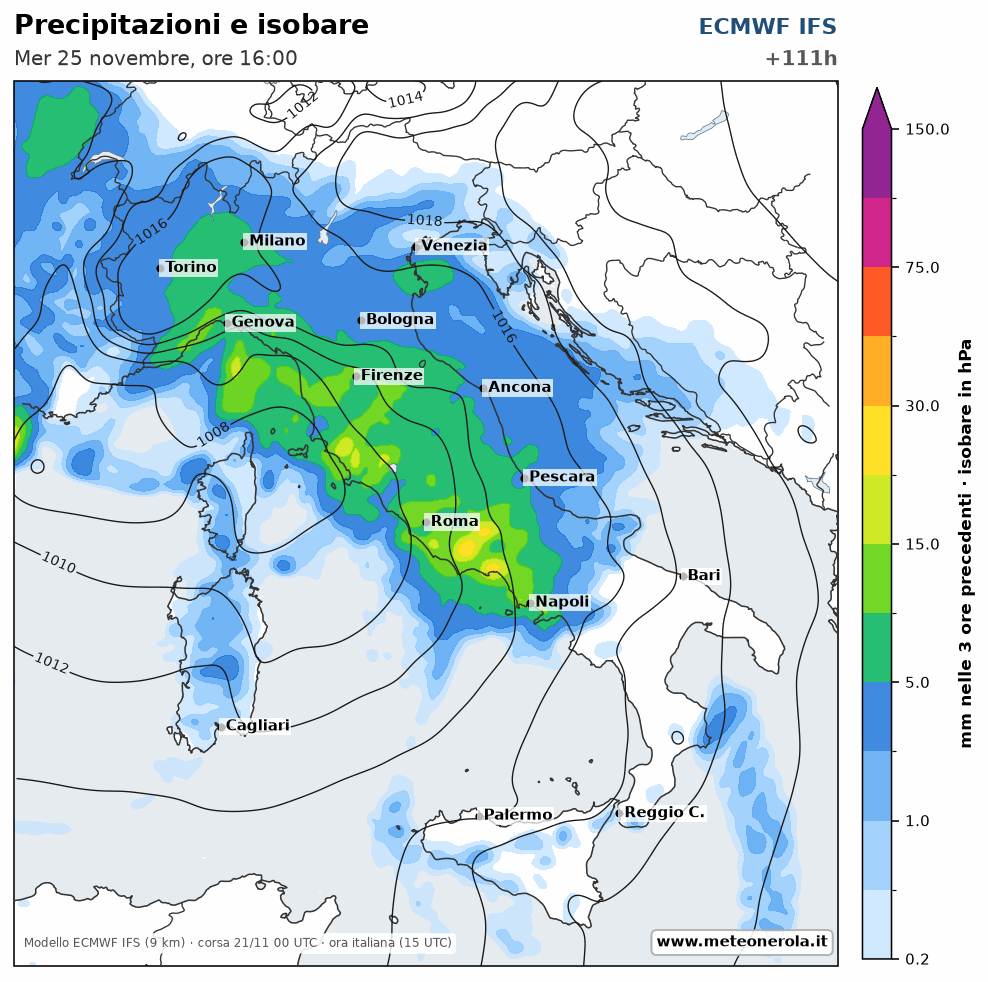 Precipitazioni e isobare
ECMWF IFS
Mer 25 novembre, ore 16:00
+111h
1012
1014
1016
1018
Milano
Venezia
Torino
Genova
Bologna
1016
Firenze
Ancona
1008
Pescara
Roma
1010
Bari
Napoli
1012
Cagliari
Palermo
Reggio C.
Modello ECMWF IFS (9 km) · corsa 21/11 00 UTC · ora italiana (15 UTC)
www.meteonerola.it
150.0
75.0
30.0
15.0
5.0
1.0
0.2
mm nelle 3 ore precedenti · isobare in hPa